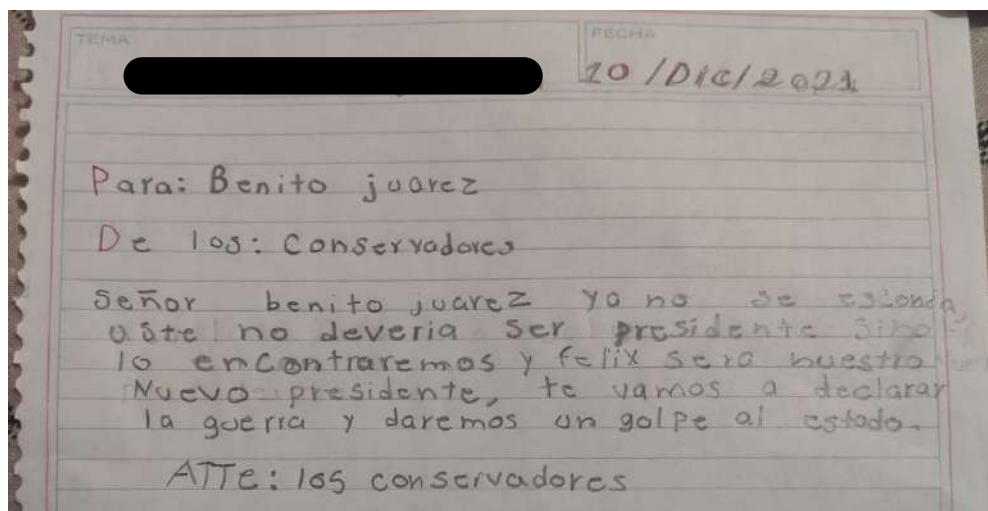 TEMA
FECHA
10/Dic/2021
Para: Benito juarez
De los: Conservadores
Señor benito juarez ya no se esconda,
uste no deveria ser presidente sino
lo encontraremos y felix sera nuestro
Nuevo presidente, te vamos a declarar
la guerra y daremos un golpe al estado.
ATTE: los conservadores